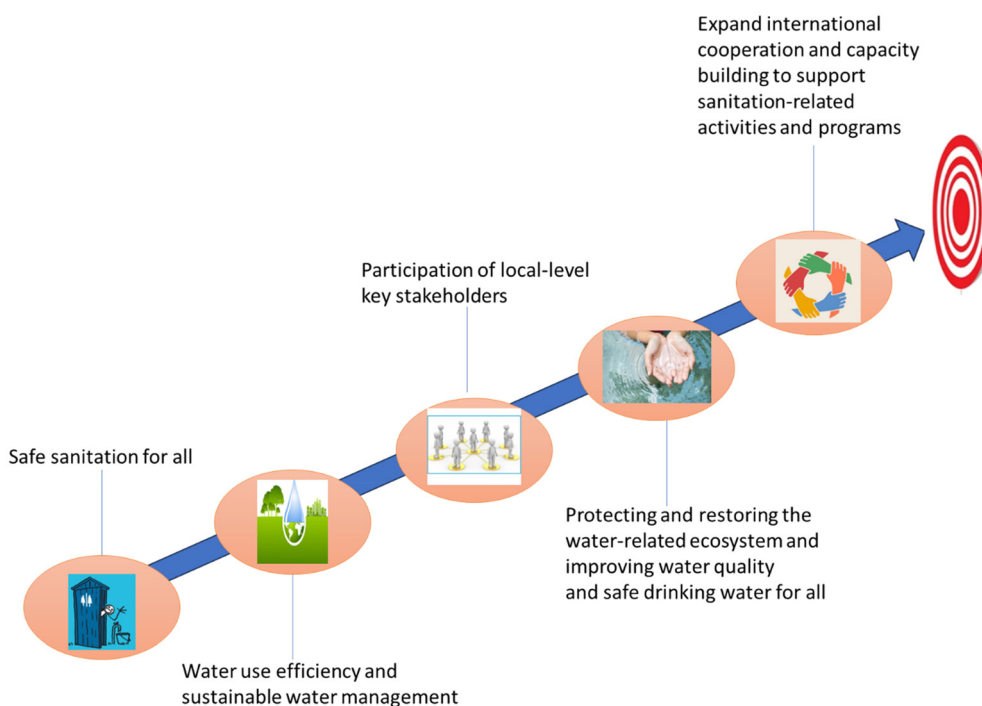 Expand international
cooperation and capacity
building to support
sanitation-related
activities and programs
Participation of local-level
key stakeholders
Safe sanitation for all
Protecting and restoring the
water-related ecosystem and
improving water quality
and safe drinking water for all
Water use efficiency and
sustainable water management